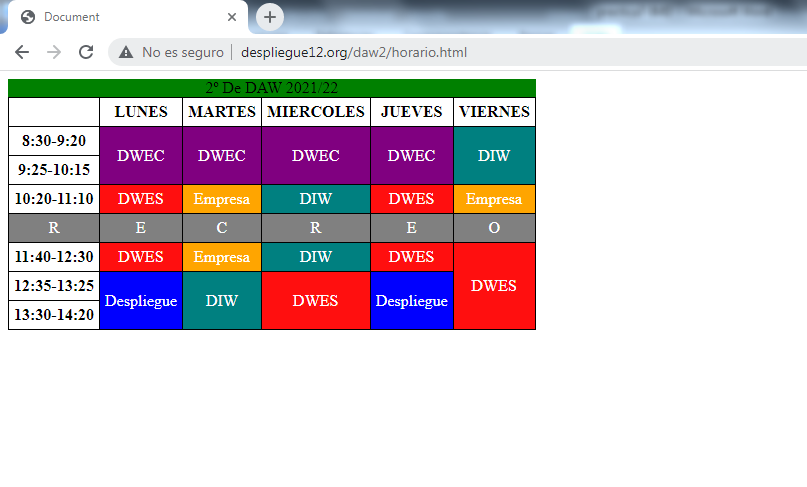 Document
No es seguro | despliegue12.org/daw2/horario.html
2º De DAW 2021/22
LUNES MARTES MIERCOLES JUEVES VIERNES
8:30-9:20 DWEC DWEC DWEC DWEC DIW
9:25-10:15
10:20-11:10 DWES Empresa DIW DWES Empresa
R E C R E O
11:40-12:30 DWES Empresa DIW DWES DWES
12:35-13:25 Despliegue DIW DWES Despliegue
13:30-14:20